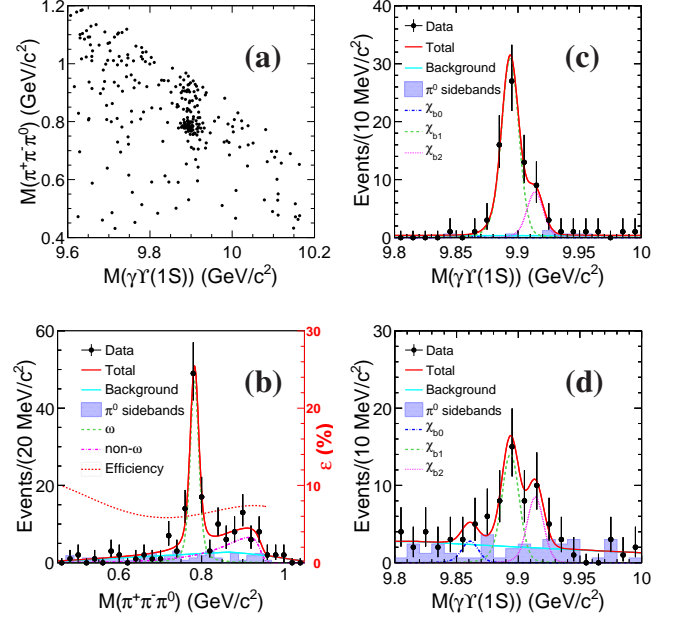 M(π⁺π⁻π⁰) (GeV/c²)
1.2
1
0.8
0.6
0.4
(a)
9.6
9.8
10
10.2
M(γΥ(1S)) (GeV/c²)
Events/(10 MeV/c²)
40
30
20
10
0
Data
Total
Background
π⁰ sidebands
χb0
χb1
χb2
(c)
9.8
9.85
9.9
9.95
10
M(γΥ(1S)) (GeV/c²)
Events/(20 MeV/c²)
60
40
20
0
Data
Total
Background
π⁰ sidebands
ω
non-ω
Efficiency
(b)
30
25
20
15
10
5
0
ε (%)
0.6
0.8
1
M(π⁺π⁻π⁰) (GeV/c²)
Events/(10 MeV/c²)
30
20
10
0
Data
Total
Background
π⁰ sidebands
χb0
χb1
χb2
(d)
9.8
9.85
9.9
9.95
10
M(γΥ(1S)) (GeV/c²)